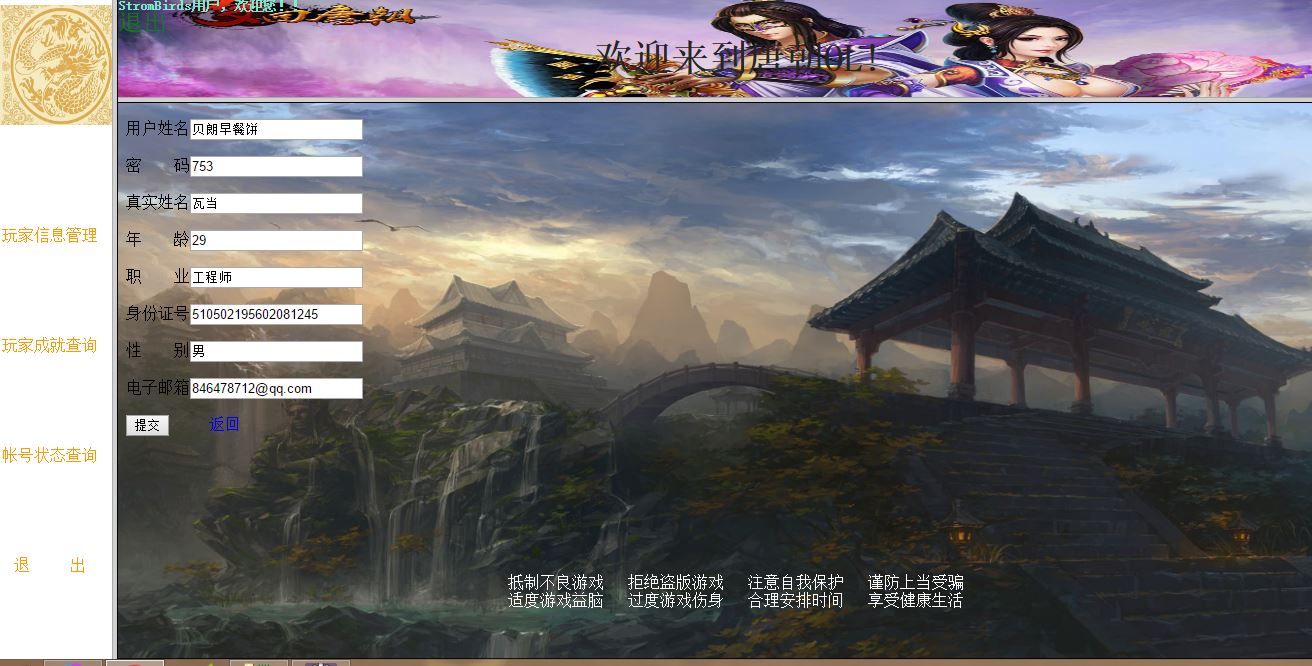 StromBirds用户，欢迎您！！
退出
欢迎来到唐朝OL!
玩家信息管理
玩家成就查询
帐号状态查询
退 出
用户姓名 贝朗早餐饼
密 码 753
真实姓名 瓦当
年 龄 29
职 业 工程师
身份证号 510502195602081245
性 别 男
电子邮箱 846478712@qq.com
提交 返回
抵制不良游戏 拒绝盗版游戏 注意自我保护 谨防上当受骗
适度游戏益脑 过度游戏伤身 合理安排时间 享受健康生活